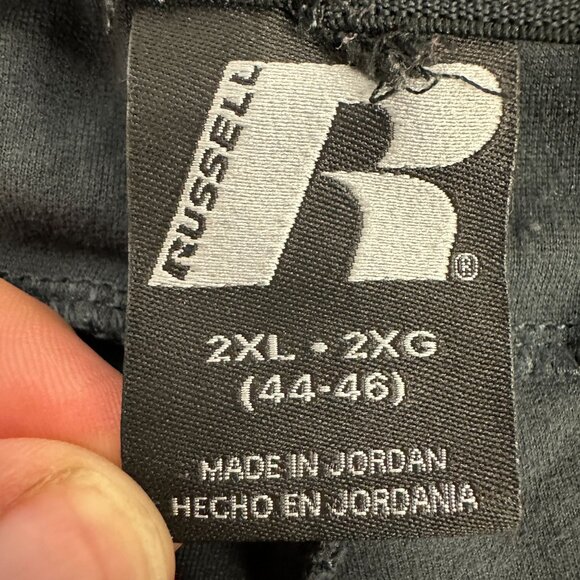 RUSSELL
R®
2XL • 2XG
(44-46)
MADE IN JORDAN
HECHO EN JORDANIA